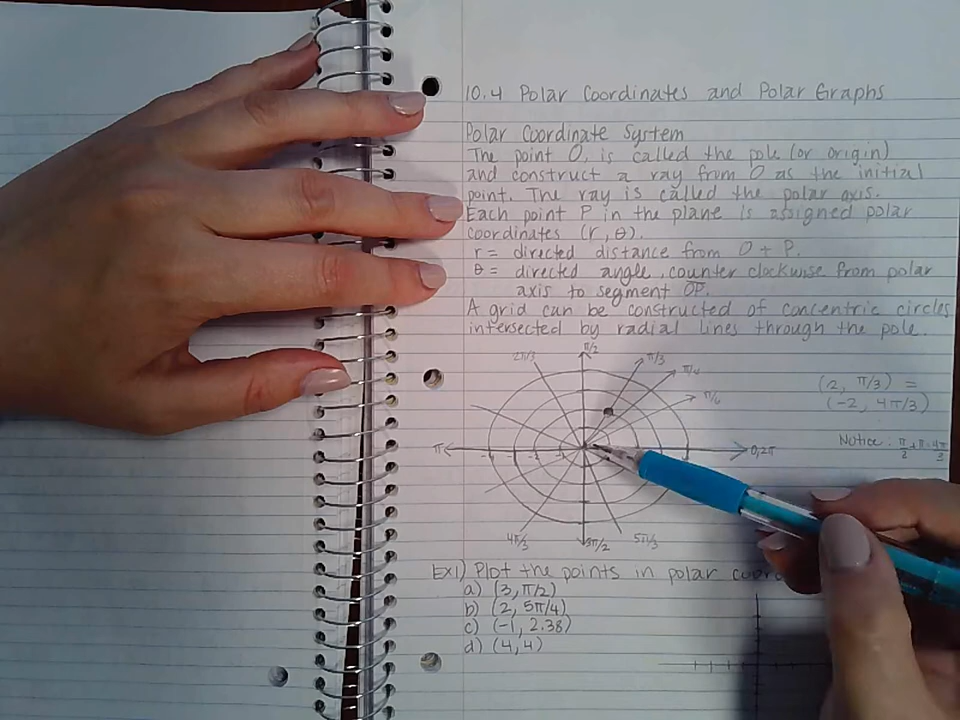 10.4 Polar Coordinates and Polar Graphs
Polar Coordinate System
The point O, is called the pole (or origin)
and construct a ray from O as the initial
point. The ray is called the polar axis.
Each point P in the plane is assigned polar
coordinates (r, θ).
r = directed distance from O + P.
θ = directed angle, counter clockwise from polar
axis to segment OP.
A grid can be constructed of concentric circles
intersected by radial lines through the pole.
π/2
2π/3
π/3
π/4
π/6
π
0,2π
4π/3
3π/2
5π/3
(2, π/3) =
(-2, 4π/3)
Notice:
EX1) Plot the points in polar
a) (3, π/2)
b) (2, 5π/4)
c) (-1, 2.38)
d) (4, 4)